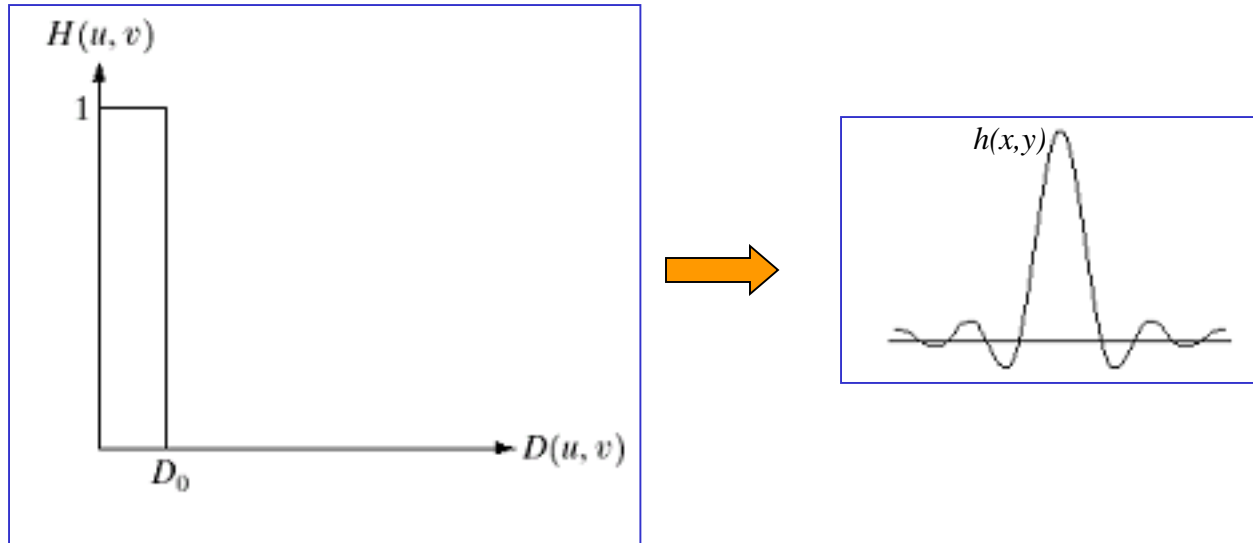 H(u, v)
1
D(u, v)
D₀
h(x,y)